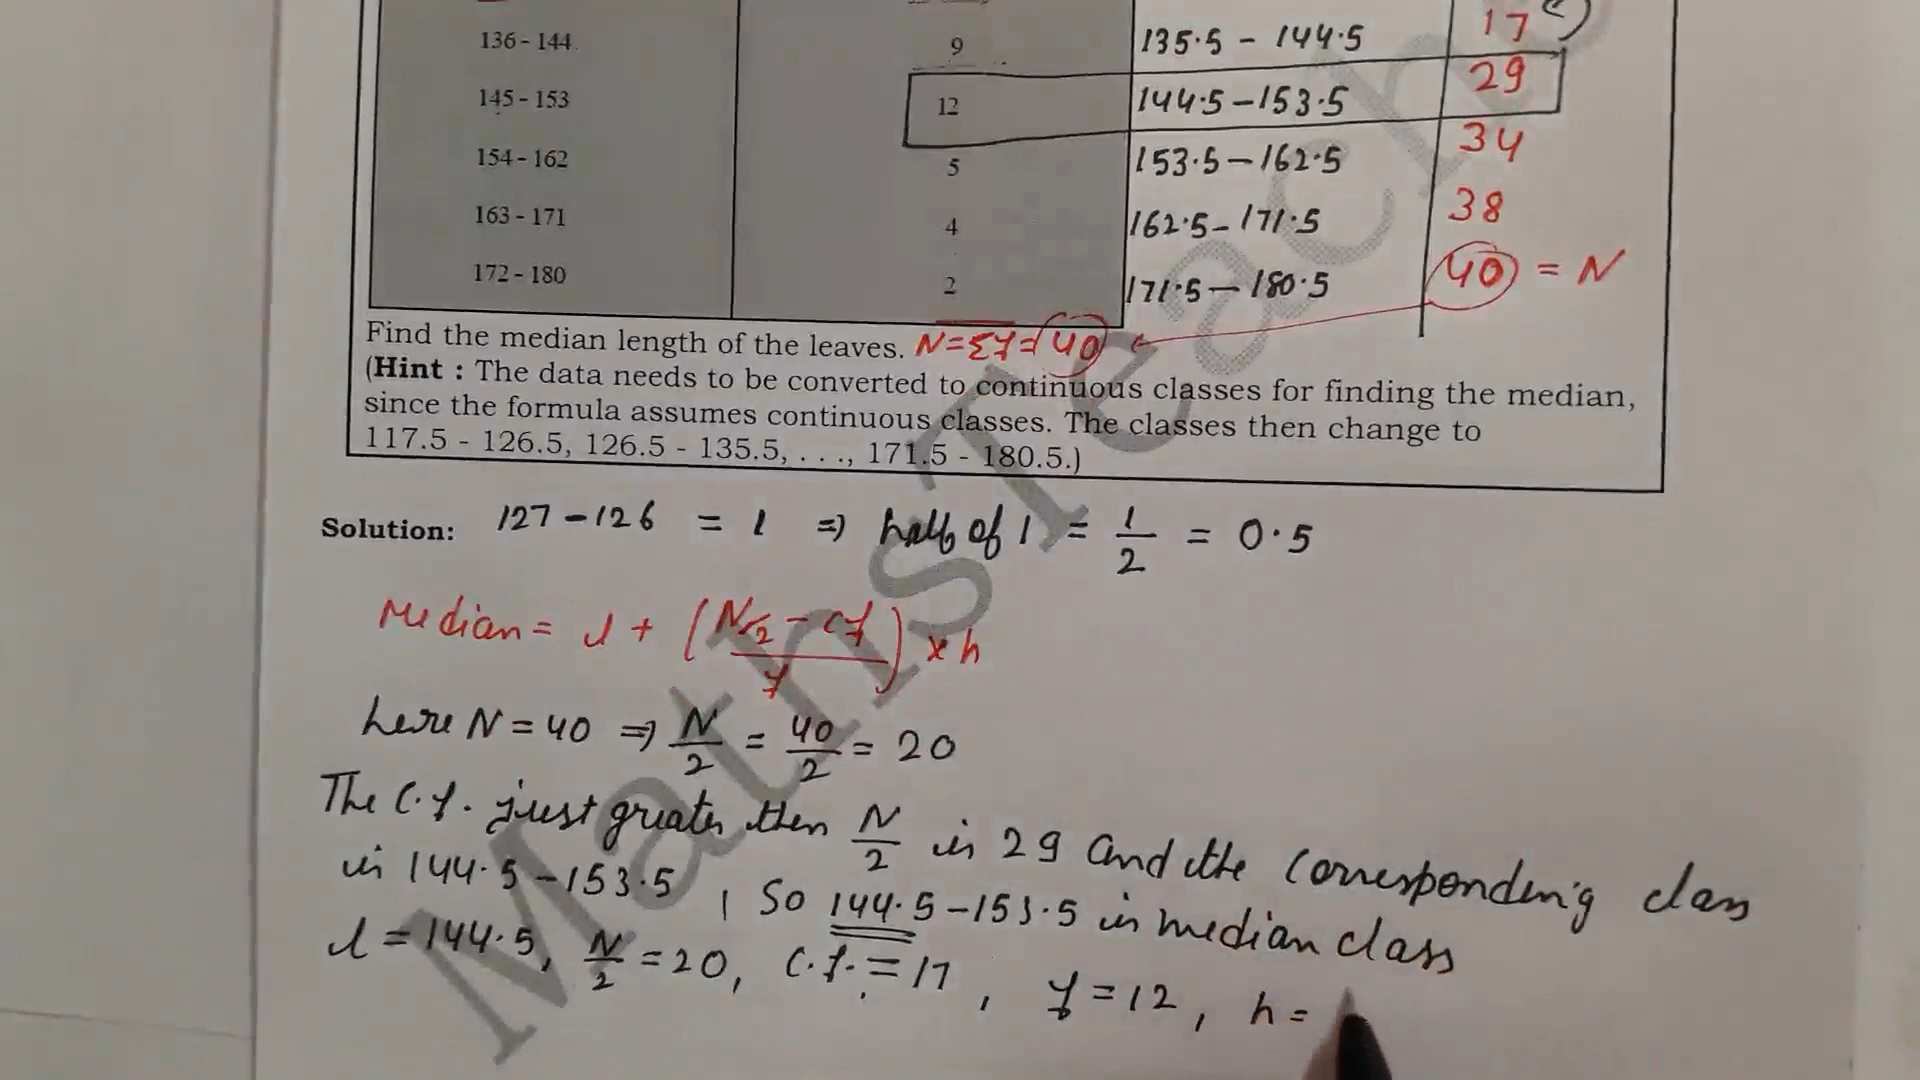 136 - 144 9 135.5 - 144.5 17
145 - 153 12 144.5 - 153.5 29
154 - 162 5 153.5 - 162.5 34
163 - 171 4 162.5 - 171.5 38
172 - 180 2 171.5 - 180.5 40 = N
Find the median length of the leaves. N = Σf = 40
(Hint : The data needs to be converted to continuous classes for finding the median,
since the formula assumes continuous classes. The classes then change to
117.5 - 126.5, 126.5 - 135.5, . . ., 171.5 - 180.5.)
Solution: 127 - 126 = 1 ⇒ half of 1 = 1/2 = 0.5
Median = l + (N/2 - cf / f) × h
here N = 40 ⇒ N/2 = 40/2 = 20
The C.f. just greater then N/2 is 29 and the corresponding class
is 144.5 - 153.5, So 144.5 - 153.5 is median class
l = 144.5, N/2 = 20, C.f. = 17, f = 12, h =